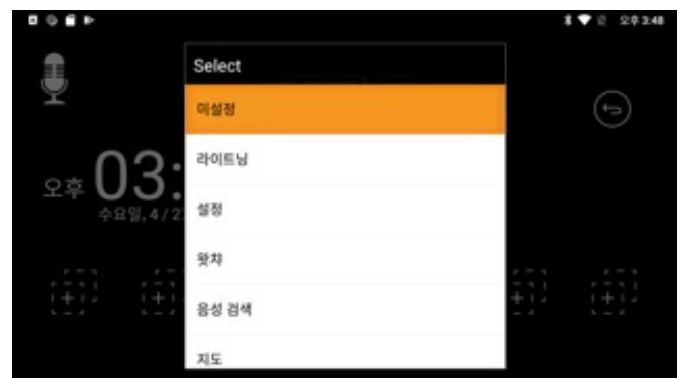 오후 3:48
Select
미설정
라이트닝
설정
왓챠
음성 검색
지도
오후 03:
수요일, 4 / 2